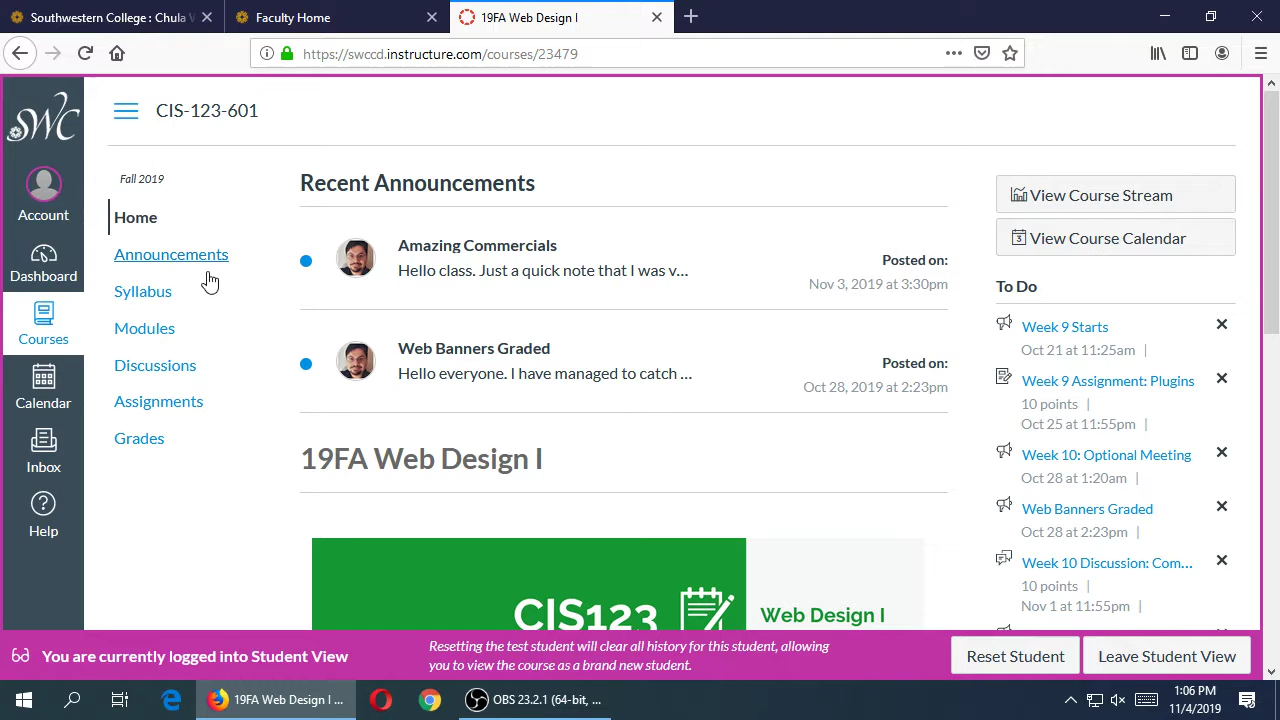 Southwestern College : Chula V
Faculty Home
19FA Web Design I
https://swccd.instructure.com/courses/23479
SWC
CIS-123-601
Account
Dashboard
Courses
Calendar
Inbox
Help
Fall 2019
Home
Announcements
Syllabus
Modules
Discussions
Assignments
Grades
Recent Announcements
Amazing Commercials
Hello class. Just a quick note that I was v...
Posted on:
Nov 3, 2019 at 3:30pm
Web Banners Graded
Hello everyone. I have managed to catch ...
Posted on:
Oct 28, 2019 at 2:23pm
19FA Web Design I
CIS123
Web Design I
View Course Stream
3 View Course Calendar
To Do
Week 9 Starts
Oct 21 at 11:25am |
Week 9 Assignment: Plugins
10 points |
Oct 25 at 11:55pm |
Week 10: Optional Meeting
Oct 28 at 1:20am |
Web Banners Graded
Oct 28 at 2:23pm |
Week 10 Discussion: Com...
10 points |
Nov 1 at 11:55pm |
You are currently logged into Student View
Resetting the test student will clear all history for this student, allowing
you to view the course as a brand new student.
Reset Student
Leave Student View
19FA Web Design I ...
OBS 23.2.1 (64-bit, ...
1:06 PM
11/4/2019